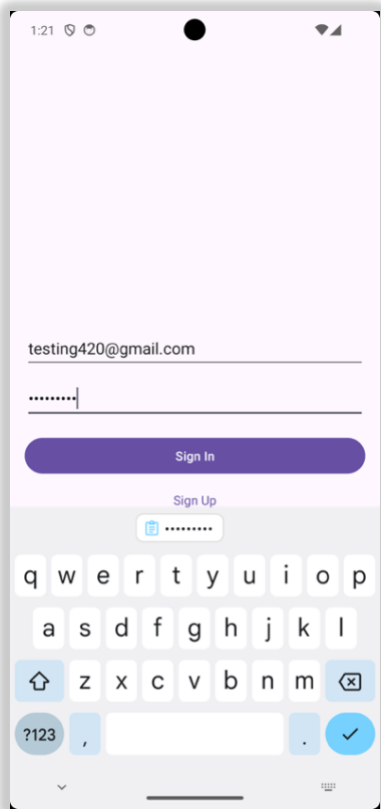 1:21
testing420@gmail.com
•••••••••
Sign In
Sign Up
•••••••••
q w e r t y u i o p
a s d f g h j k l
z x c v b n m
?123 , .